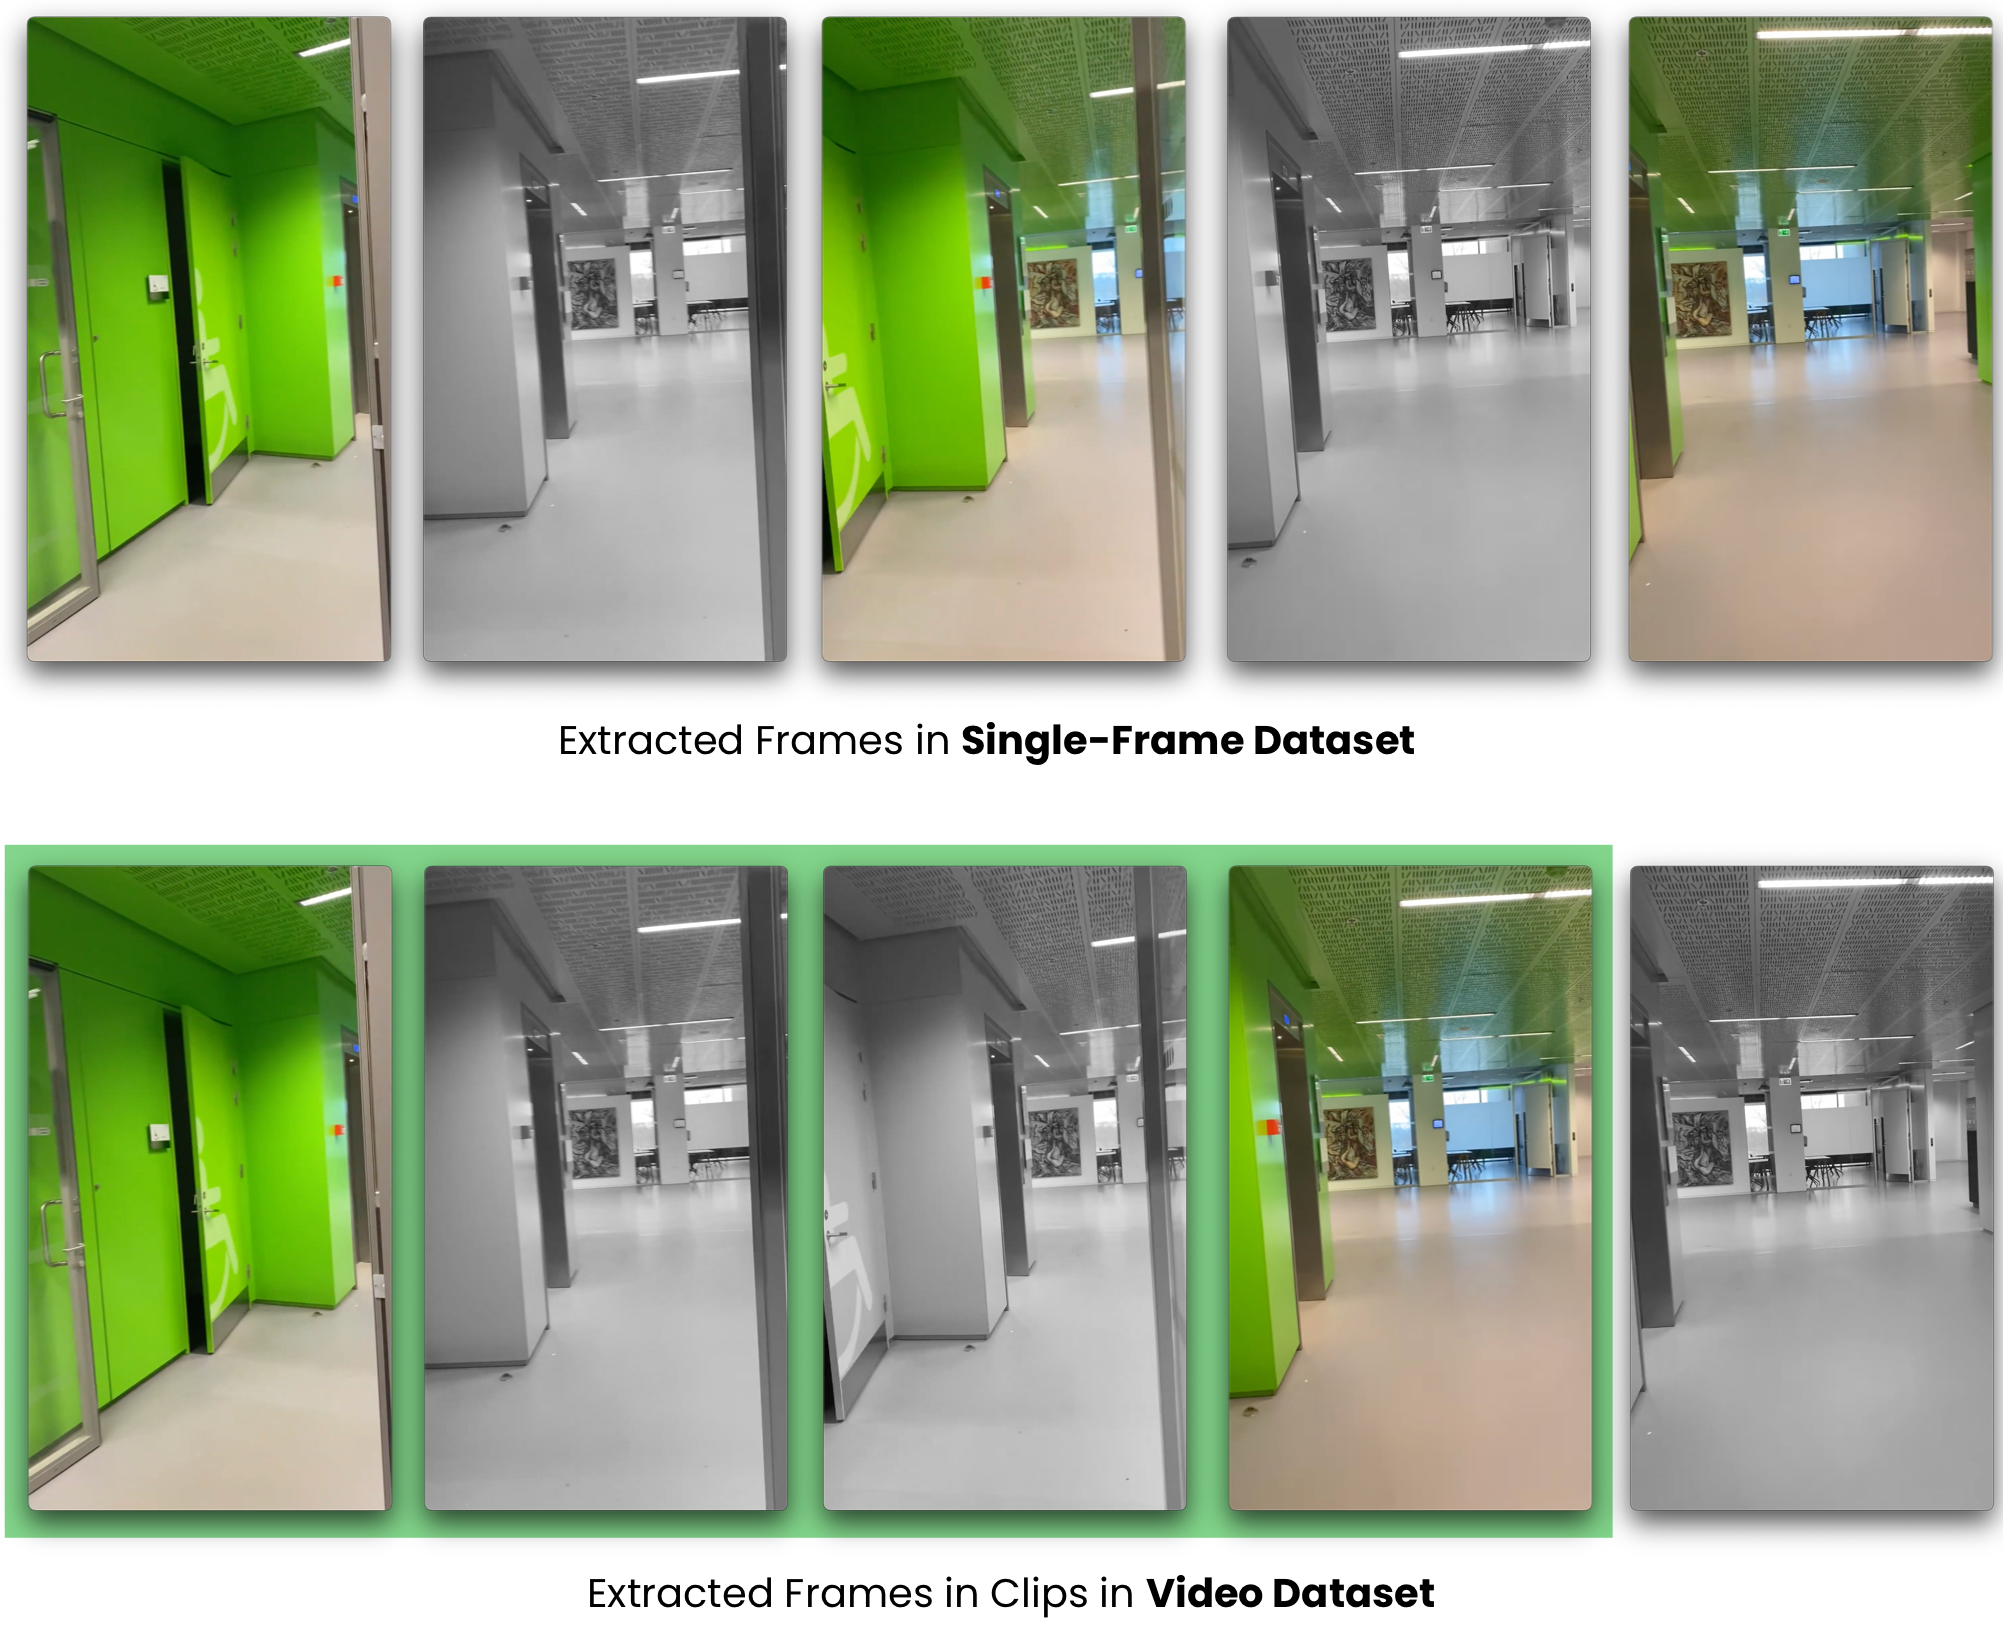 Extracted Frames in Single-Frame Dataset
Extracted Frames in Clips in Video Dataset